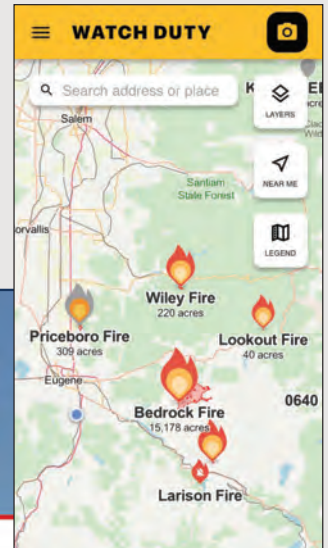 WATCH DUTY
Search address or place
LAYERS
Salem
NEAR ME
Santiam
State Forest
LEGEND
orvallis
Wiley Fire
220 acres
Priceboro Fire
309 acres
Lookout Fire
40 acres
Eugene
Bedrock Fire
15,178 acres
0640
Larison Fire